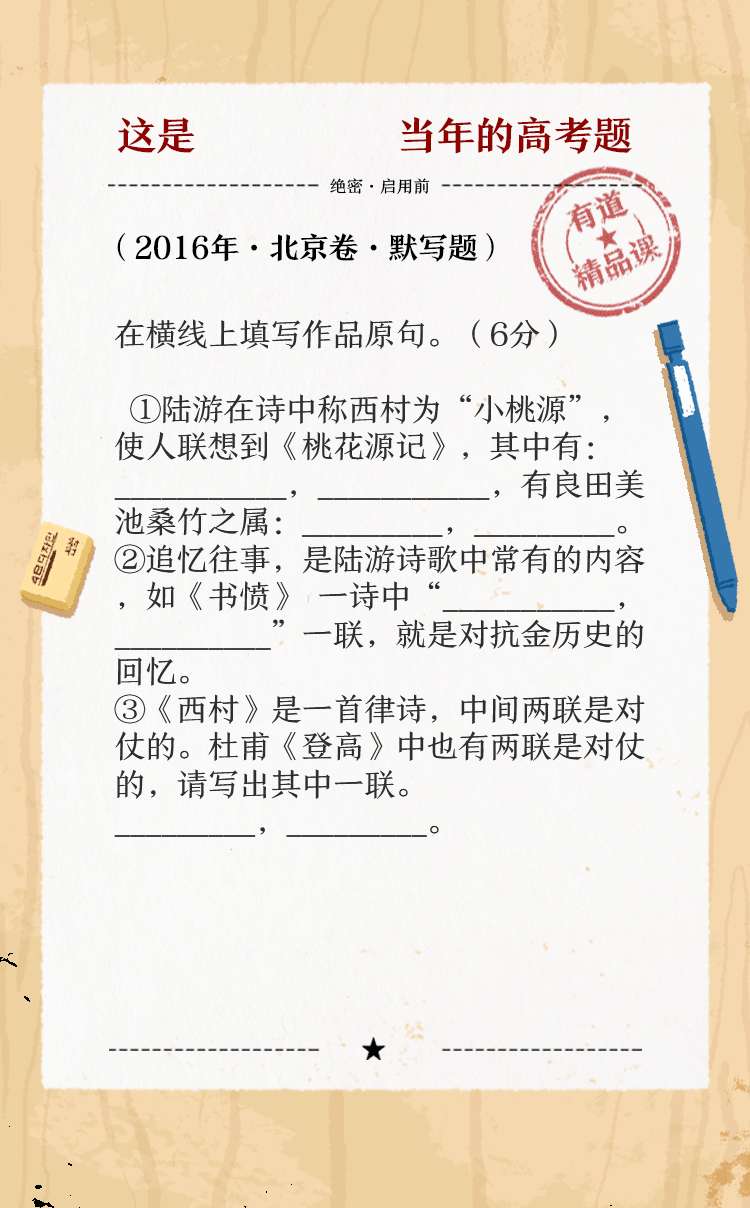 这是 当年的高考题
绝密·启用前
有道
精品课
（2016年·北京卷·默写题）
在横线上填写作品原句。（6分）
①陆游在诗中称西村为“小桃源”，
使人联想到《桃花源记》，其中有：
___________，___________，有良田美
池桑竹之属：_________，_________。
②追忆往事，是陆游诗歌中常有的内容
，如《书愤》 一诗中“___________，
__________”一联，就是对抗金历史的
回忆。
③《西村》是一首律诗，中间两联是对
仗的。杜甫《登高》中也有两联是对仗
的，请写出其中一联。
_________，_________。